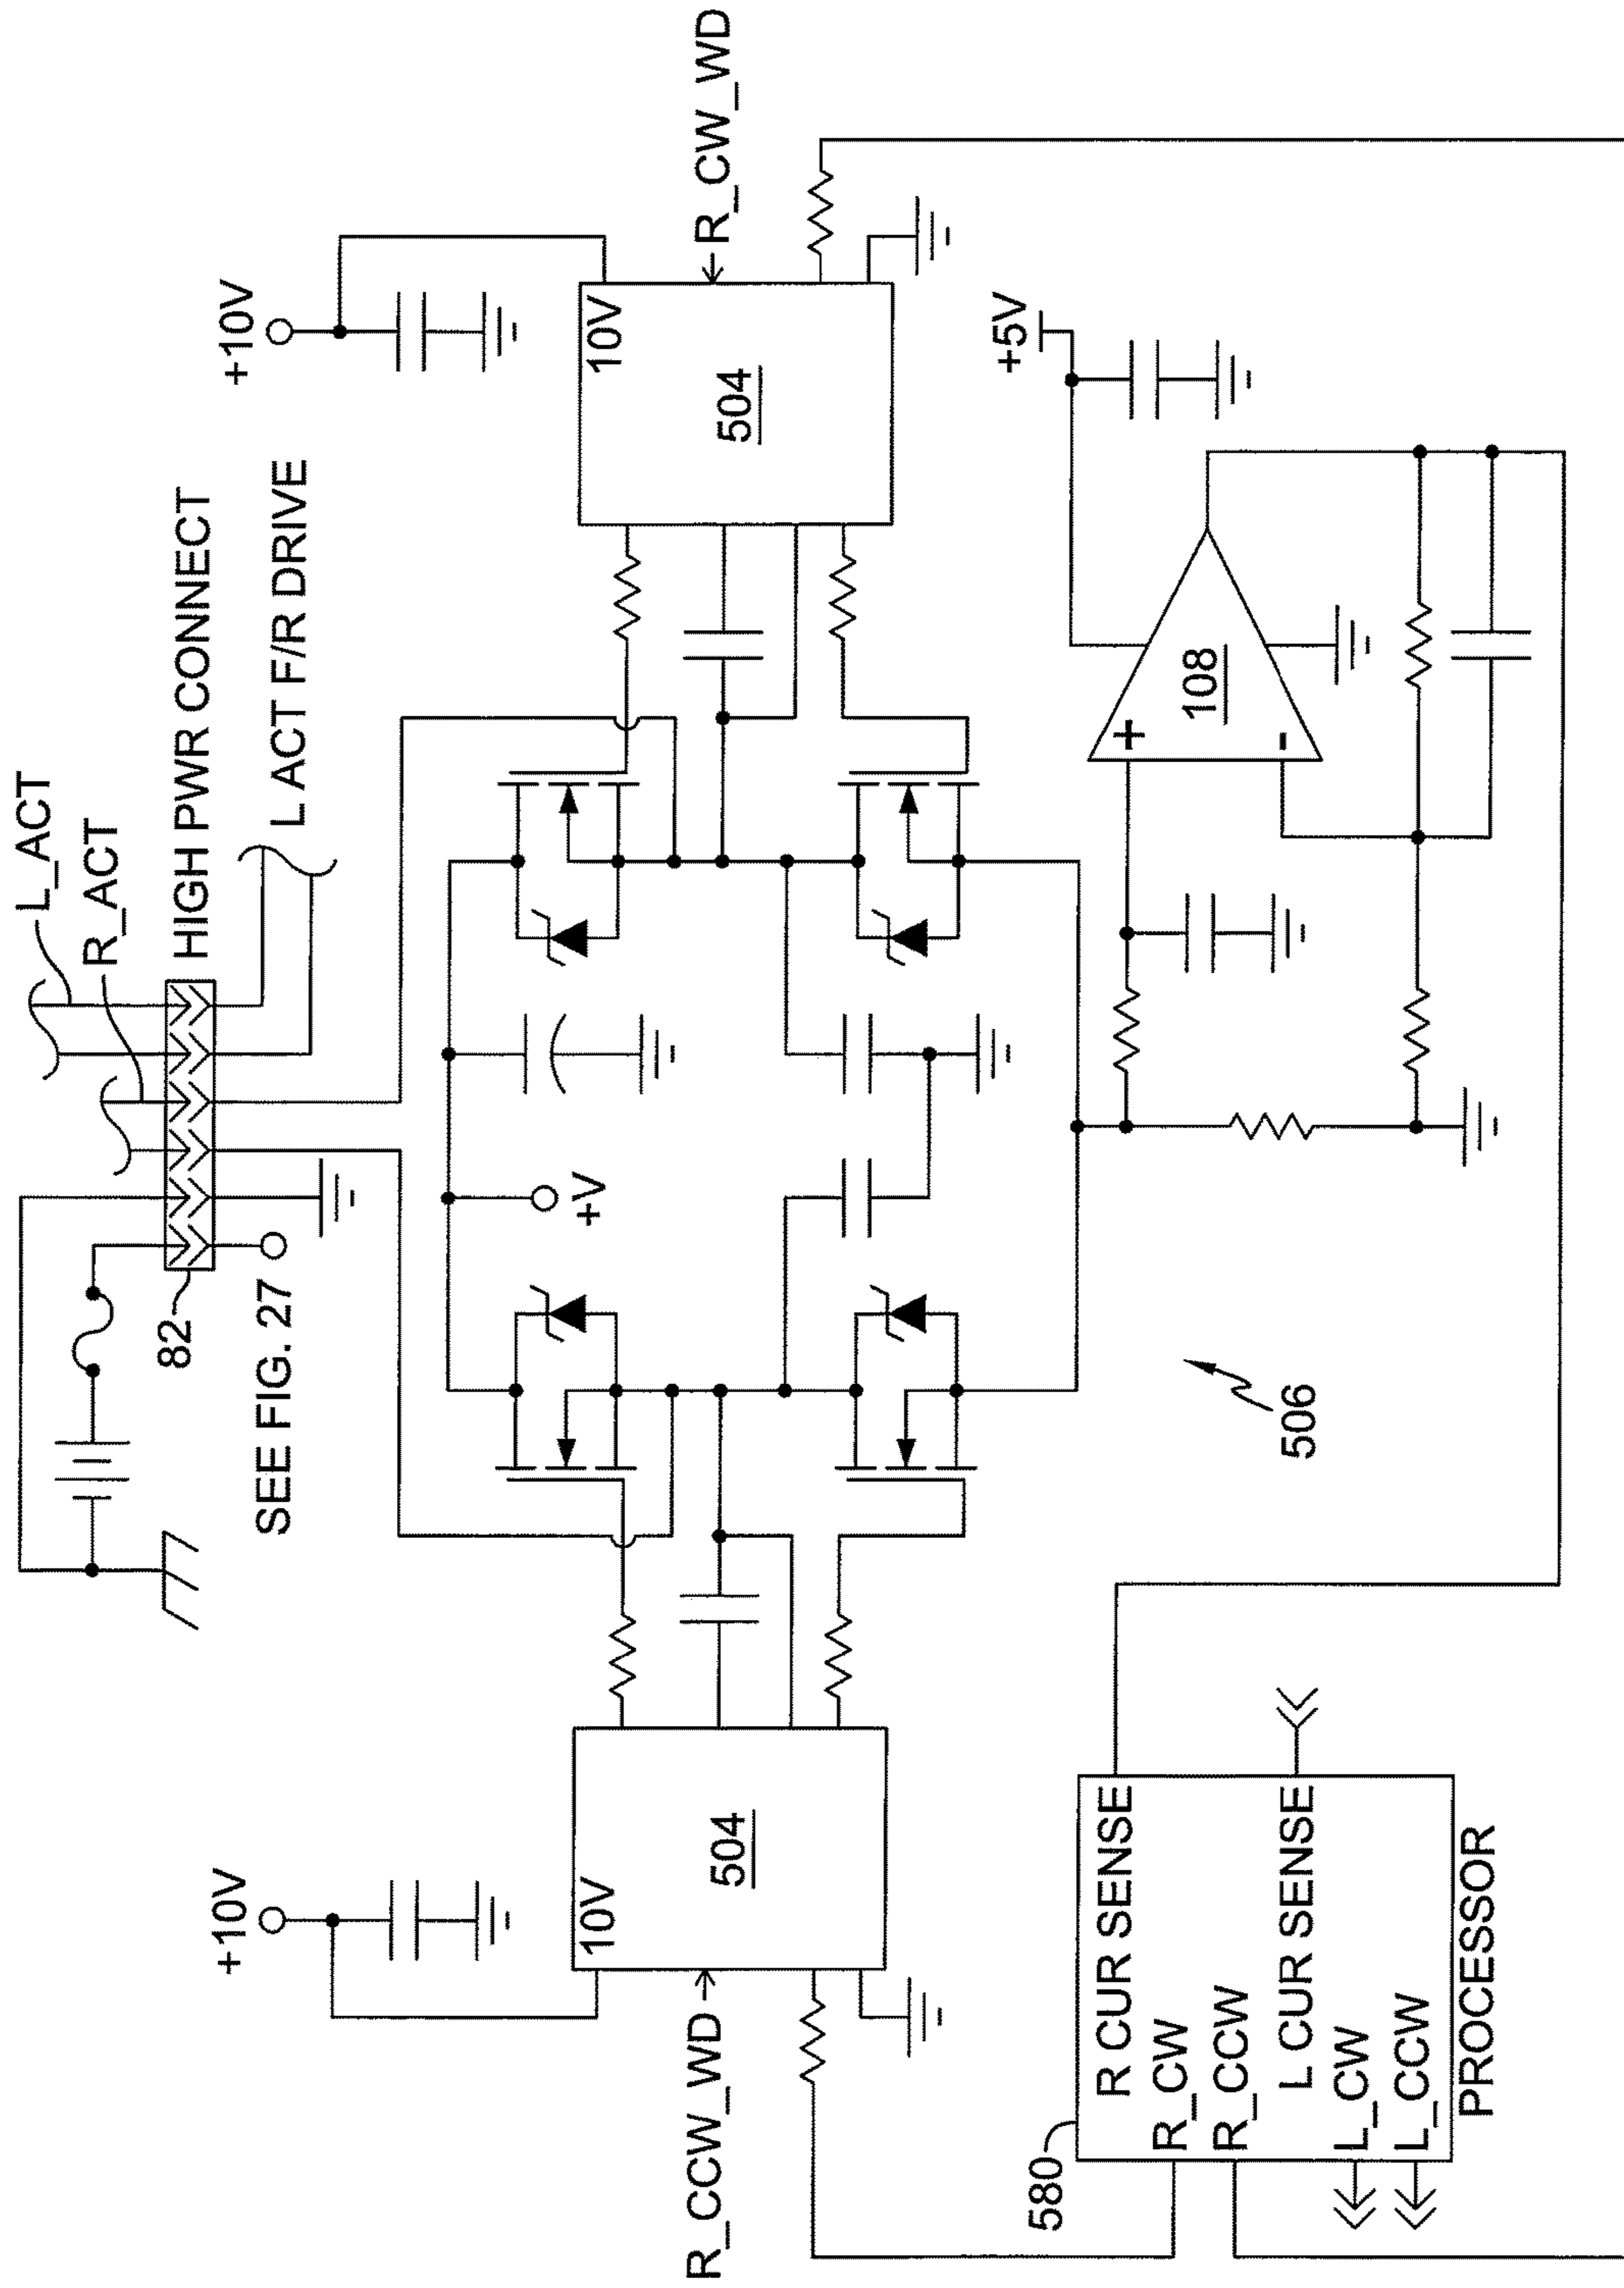 L_ACT
R_ACT
HIGH PWR CONNECT
L ACT F/R DRIVE
82
SEE FIG. 27
+10V
+10V
R_CCW_WD
10V
504
+V
10V
504
R_CW_WD
506
+5V
+
-
108
580
R CUR SENSE
R_CW
R_CCW
L CUR SENSE
L_CW
L_CCW
PROCESSOR